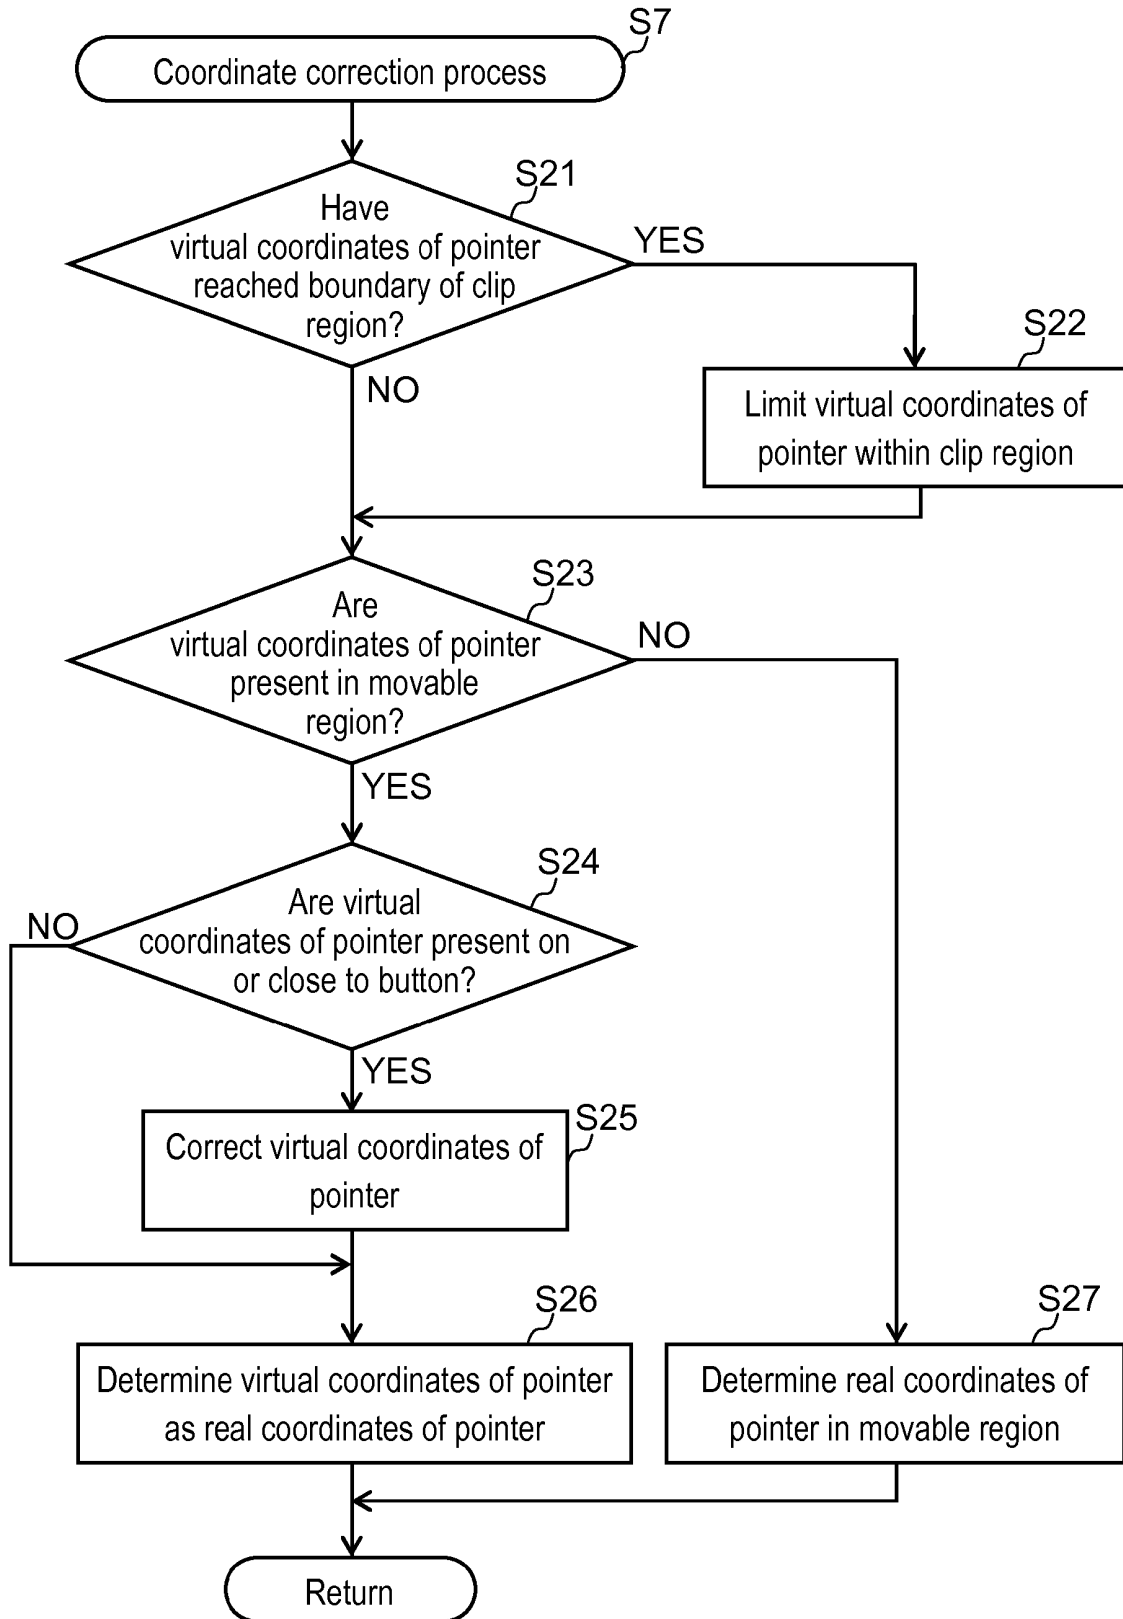 S7
Coordinate correction process
S21
Have
virtual coordinates of pointer
reached boundary of clip
region?
YES
NO
S22
Limit virtual coordinates of
pointer within clip region
S23
Are
virtual coordinates of pointer
present in movable
region?
NO
YES
S24
Are virtual
coordinates of pointer present on
or close to button?
NO
YES
S25
Correct virtual coordinates of
pointer
S26
Determine virtual coordinates of pointer
as real coordinates of pointer
S27
Determine real coordinates of
pointer in movable region
Return